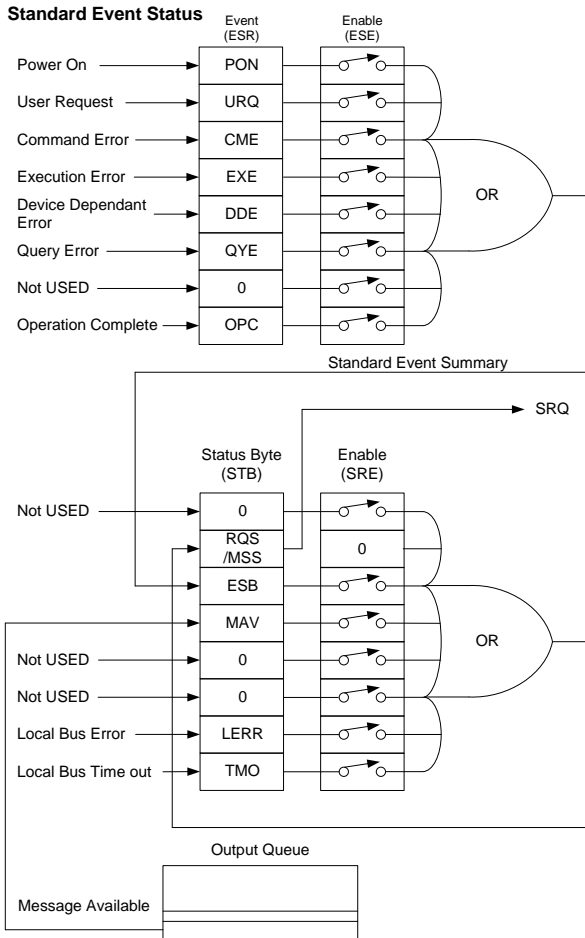 Standard Event Status
Event
(ESR)
Enable
(ESE)
Power On
PON
User Request
URQ
Command Error
CME
Execution Error
EXE
OR
Device Dependant
Error
DDE
Query Error
QYE
Not USED
0
Operation Complete
OPC
Standard Event Summary
SRQ
Status Byte
(STB)
Enable
(SRE)
Not USED
0
RQS
/MSS
0
ESB
MAV
OR
Not USED
0
Not USED
0
Local Bus Error
LERR
Local Bus Time out
TMO
Output Queue
Message Available